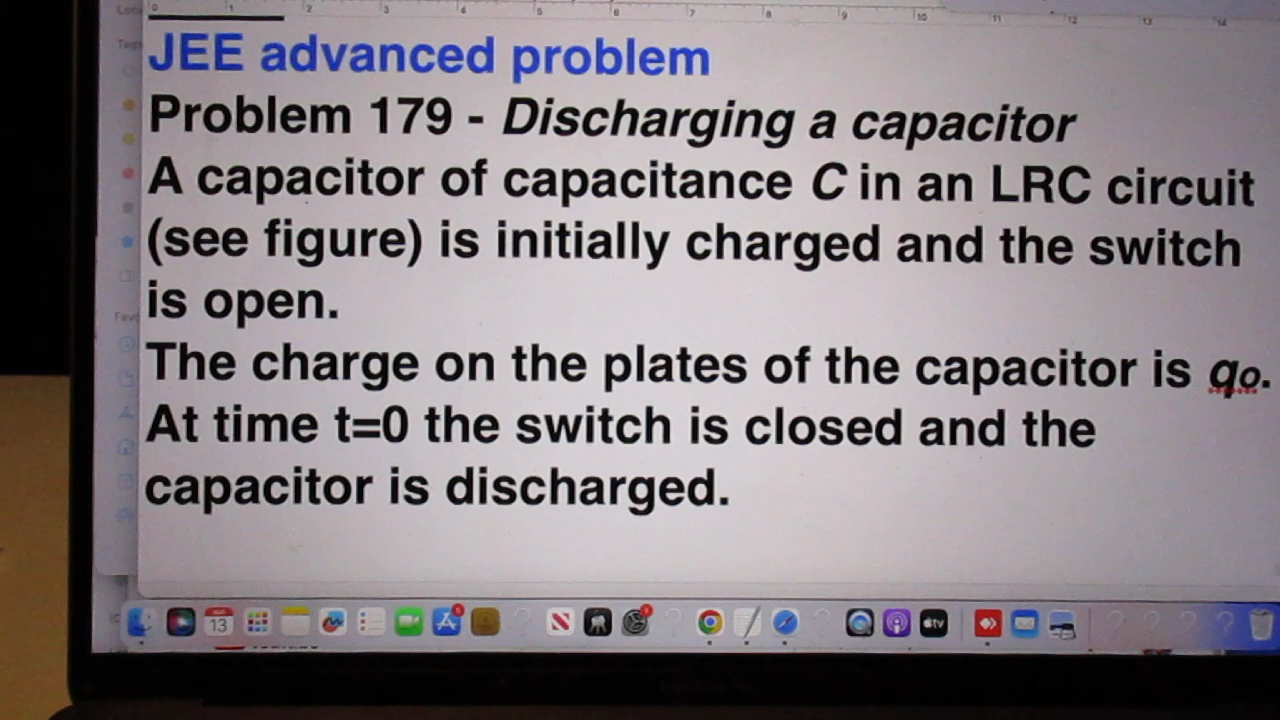 JEE advanced problem
Problem 179 - Discharging a capacitor
A capacitor of capacitance C in an LRC circuit
(see figure) is initially charged and the switch
is open.
The charge on the plates of the capacitor is qo.
At time t=0 the switch is closed and the
capacitor is discharged.